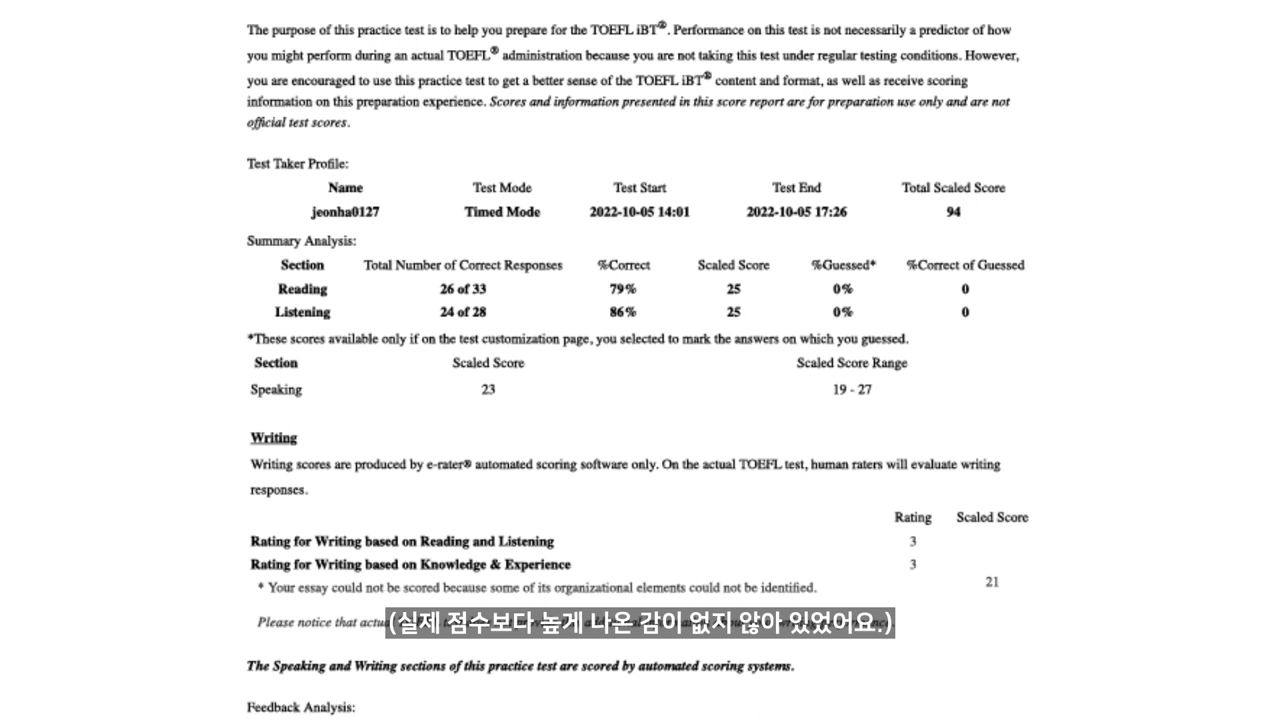 The purpose of this practice test is to help you prepare for the TOEFL iBT®. Performance on this test is not necessarily a predictor of how
you might perform during an actual TOEFL® administration because you are not taking this test under regular testing conditions. However,
you are encouraged to use this practice test to get a better sense of the TOEFL iBT® content and format, as well as receive scoring
information on this preparation experience. Scores and information presented in this score report are for preparation use only and are not
official test scores.
Test Taker Profile:
Name Test Mode Test Start Test End Total Scaled Score
jeonha0127 Timed Mode 2022-10-05 14:01 2022-10-05 17:26 94
Summary Analysis:
Section Total Number of Correct Responses %Correct Scaled Score %Guessed* %Correct of Guessed
Reading 26 of 33 79% 25 0% 0
Listening 24 of 28 86% 25 0% 0
*These scores available only if on the test customization page, you selected to mark the answers on which you guessed.
Section Scaled Score Scaled Score Range
Speaking 23 19 - 27
Writing
Writing scores are produced by e-rater® automated scoring software only. On the actual TOEFL test, human raters will evaluate writing
responses.
Rating Scaled Score
Rating for Writing based on Reading and Listening 3
Rating for Writing based on Knowledge & Experience 3
21
* Your essay could not be scored because some of its organizational elements could not be identified.
Please notice that
(실제 점수보다 높게 나온 감이 없지 않아 있었어요.)
The Speaking and Writing sections of this practice test are scored by automated scoring systems.
Feedback Analysis: